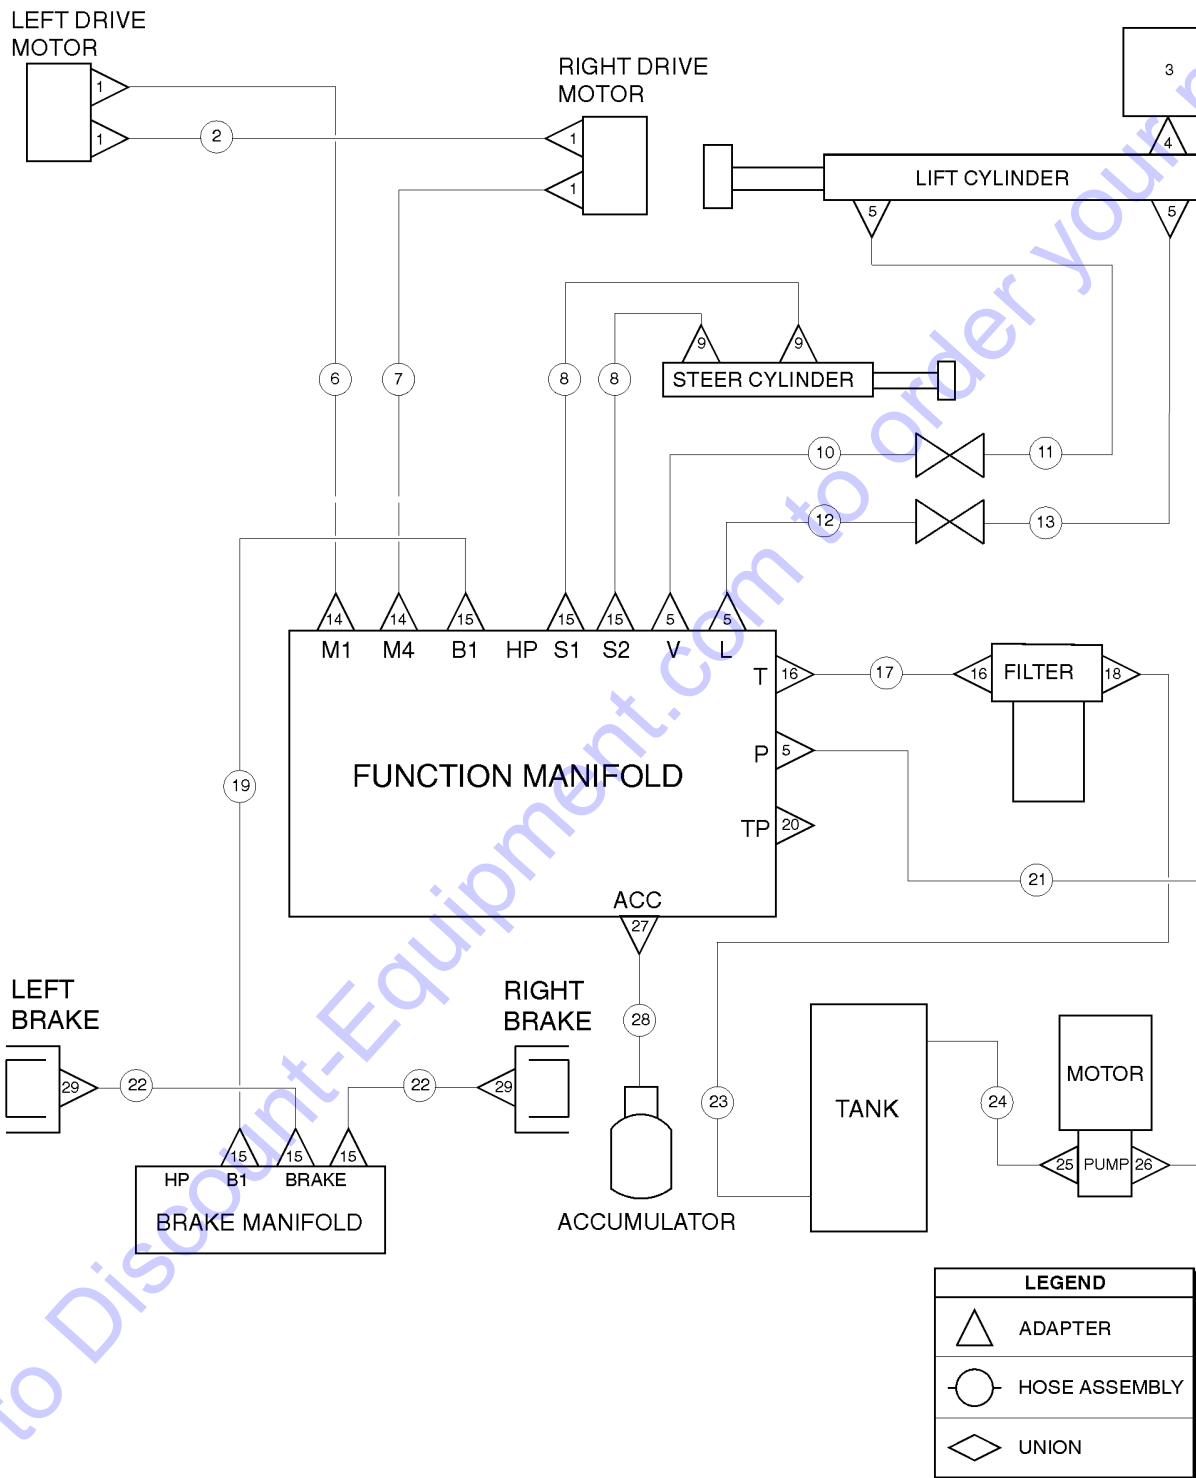 LEFT DRIVE
MOTOR
RIGHT DRIVE
MOTOR
3
1
1
2
1
1
4
LIFT CYLINDER
5
5
9
9
6
7
8
8
STEER CYLINDER
10
11
12
13
14
14
15
15
15
5
5
M1
M4
B1
HP
S1
S2
V
L
T
16
17
16
FILTER
18
P
5
FUNCTION MANIFOLD
19
TP
20
21
ACC
27
LEFT
BRAKE
RIGHT
BRAKE
28
29
22
22
29
23
TANK
24
MOTOR
15
15
15
25
PUMP
26
HP
B1
BRAKE
BRAKE MANIFOLD
ACCUMULATOR
LEGEND
ADAPTER
HOSE ASSEMBLY
UNION
to Discount-Equipment.com to order your